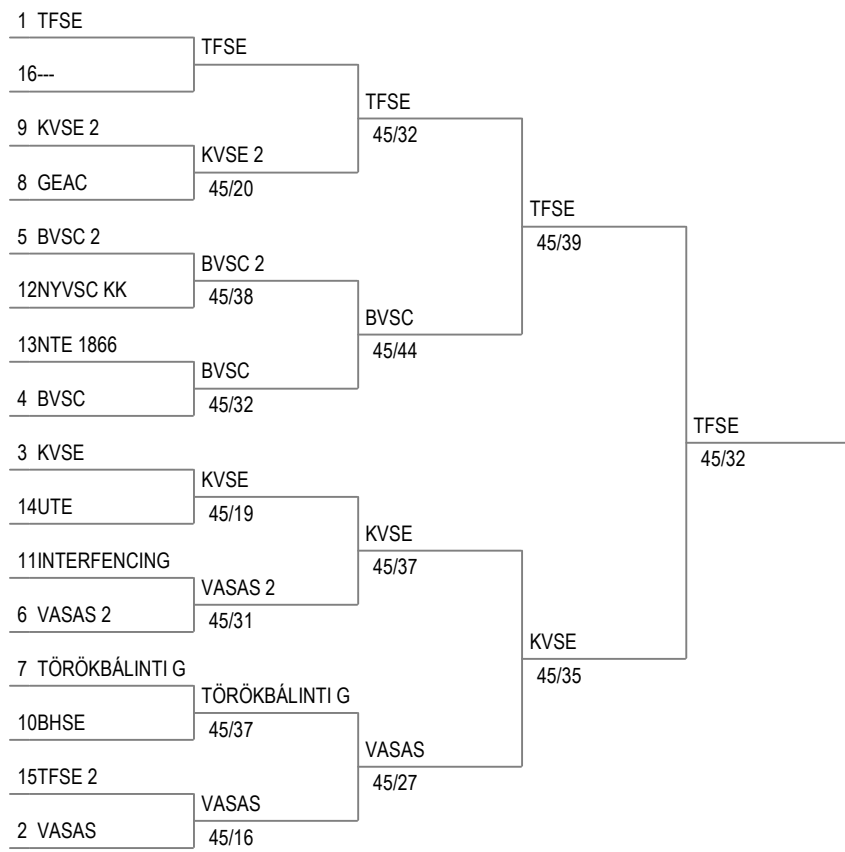 1 TFSE
16---
9 KVSE 2
8 GEAC
5 BVSC 2
12NYVSC KK
13NTE 1866
4 BVSC
3 KVSE
14UTE
11INTERFENCING
6 VASAS 2
7 TÖRÖKBÁLINTI G
10BHSE
15TFSE 2
2 VASAS
TFSE
KVSE 2
45/20
BVSC 2
45/38
BVSC
45/32
KVSE
45/19
VASAS 2
45/31
TÖRÖKBÁLINTI G
45/37
VASAS
45/16
TFSE
45/32
BVSC
45/44
KVSE
45/37
VASAS
45/27
TFSE
45/39
KVSE
45/35
TFSE
45/32